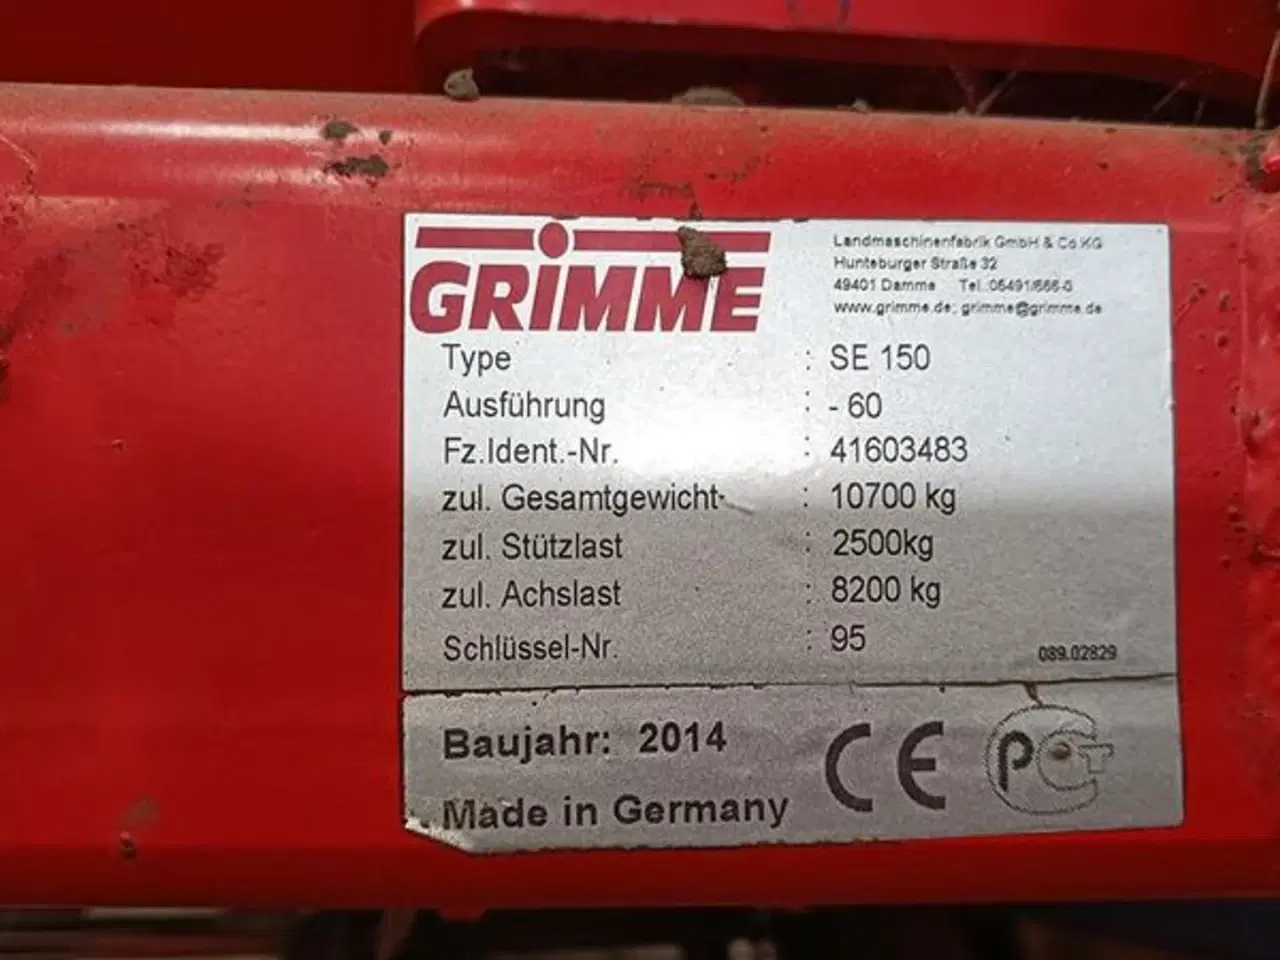 GRIMME
Landmaschinenfabrik GmbH & Co KG
Hunteburger Straße 32
49401 Damme Tel.:05491/666-0
www.grimme.de; grimme@grimme.de
Type : SE 150
Ausführung : - 60
Fz.Ident.-Nr. : 41603483
zul. Gesamtgewicht : 10700 kg
zul. Stützlast : 2500kg
zul. Achslast : 8200 kg
Schlüssel-Nr. : 95
089.02829
Baujahr: 2014
Made in Germany
CE
PCT